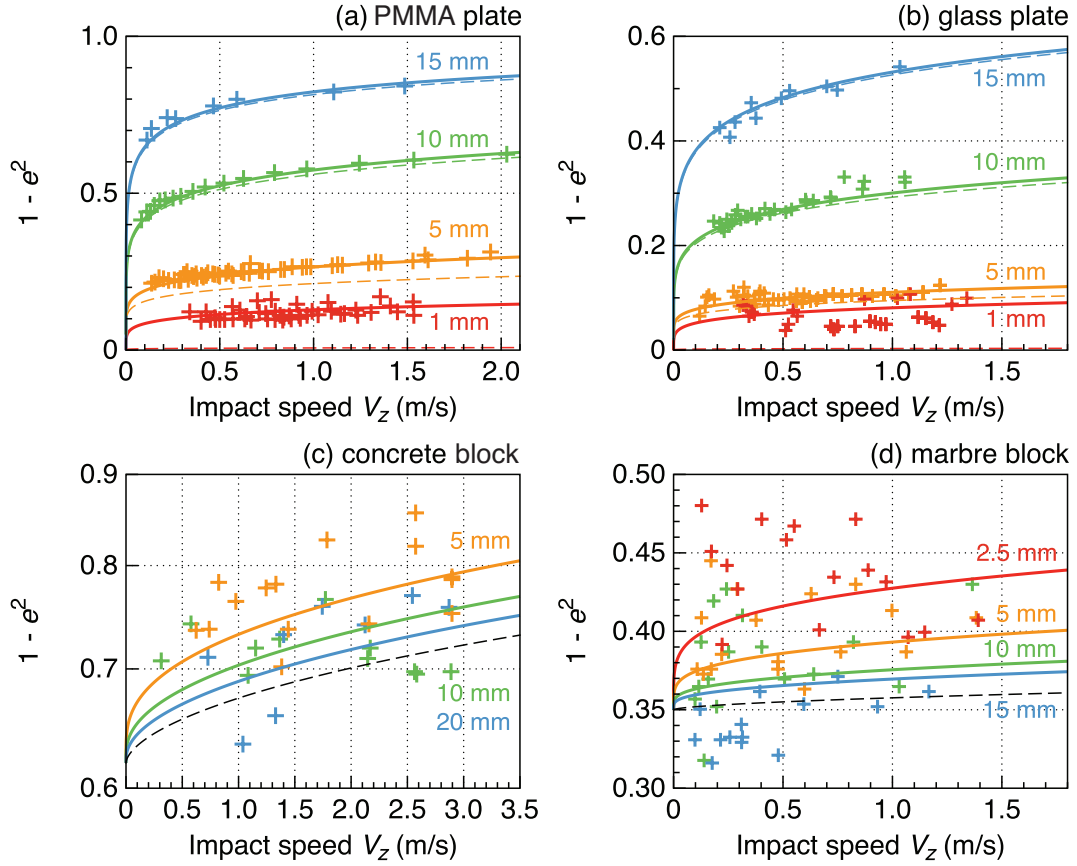 (a) PMMA plate
1.0
0.5
0
1 - e²
15 mm
10 mm
5 mm
1 mm
0 0.5 1.0 1.5 2.0
Impact speed Vz (m/s)
(b) glass plate
0.6
0.4
0.2
0
1 - e²
15 mm
10 mm
5 mm
1 mm
0 0.5 1.0 1.5
Impact speed Vz (m/s)
(c) concrete block
0.9
0.8
0.7
0.6
1 - e²
5 mm
10 mm
20 mm
0 0.5 1.0 1.5 2.0 2.5 3.0 3.5
Impact speed Vz (m/s)
(d) marbre block
0.50
0.45
0.40
0.35
0.30
1 - e²
2.5 mm
5 mm
10 mm
15 mm
0 0.5 1.0 1.5
Impact speed Vz (m/s)